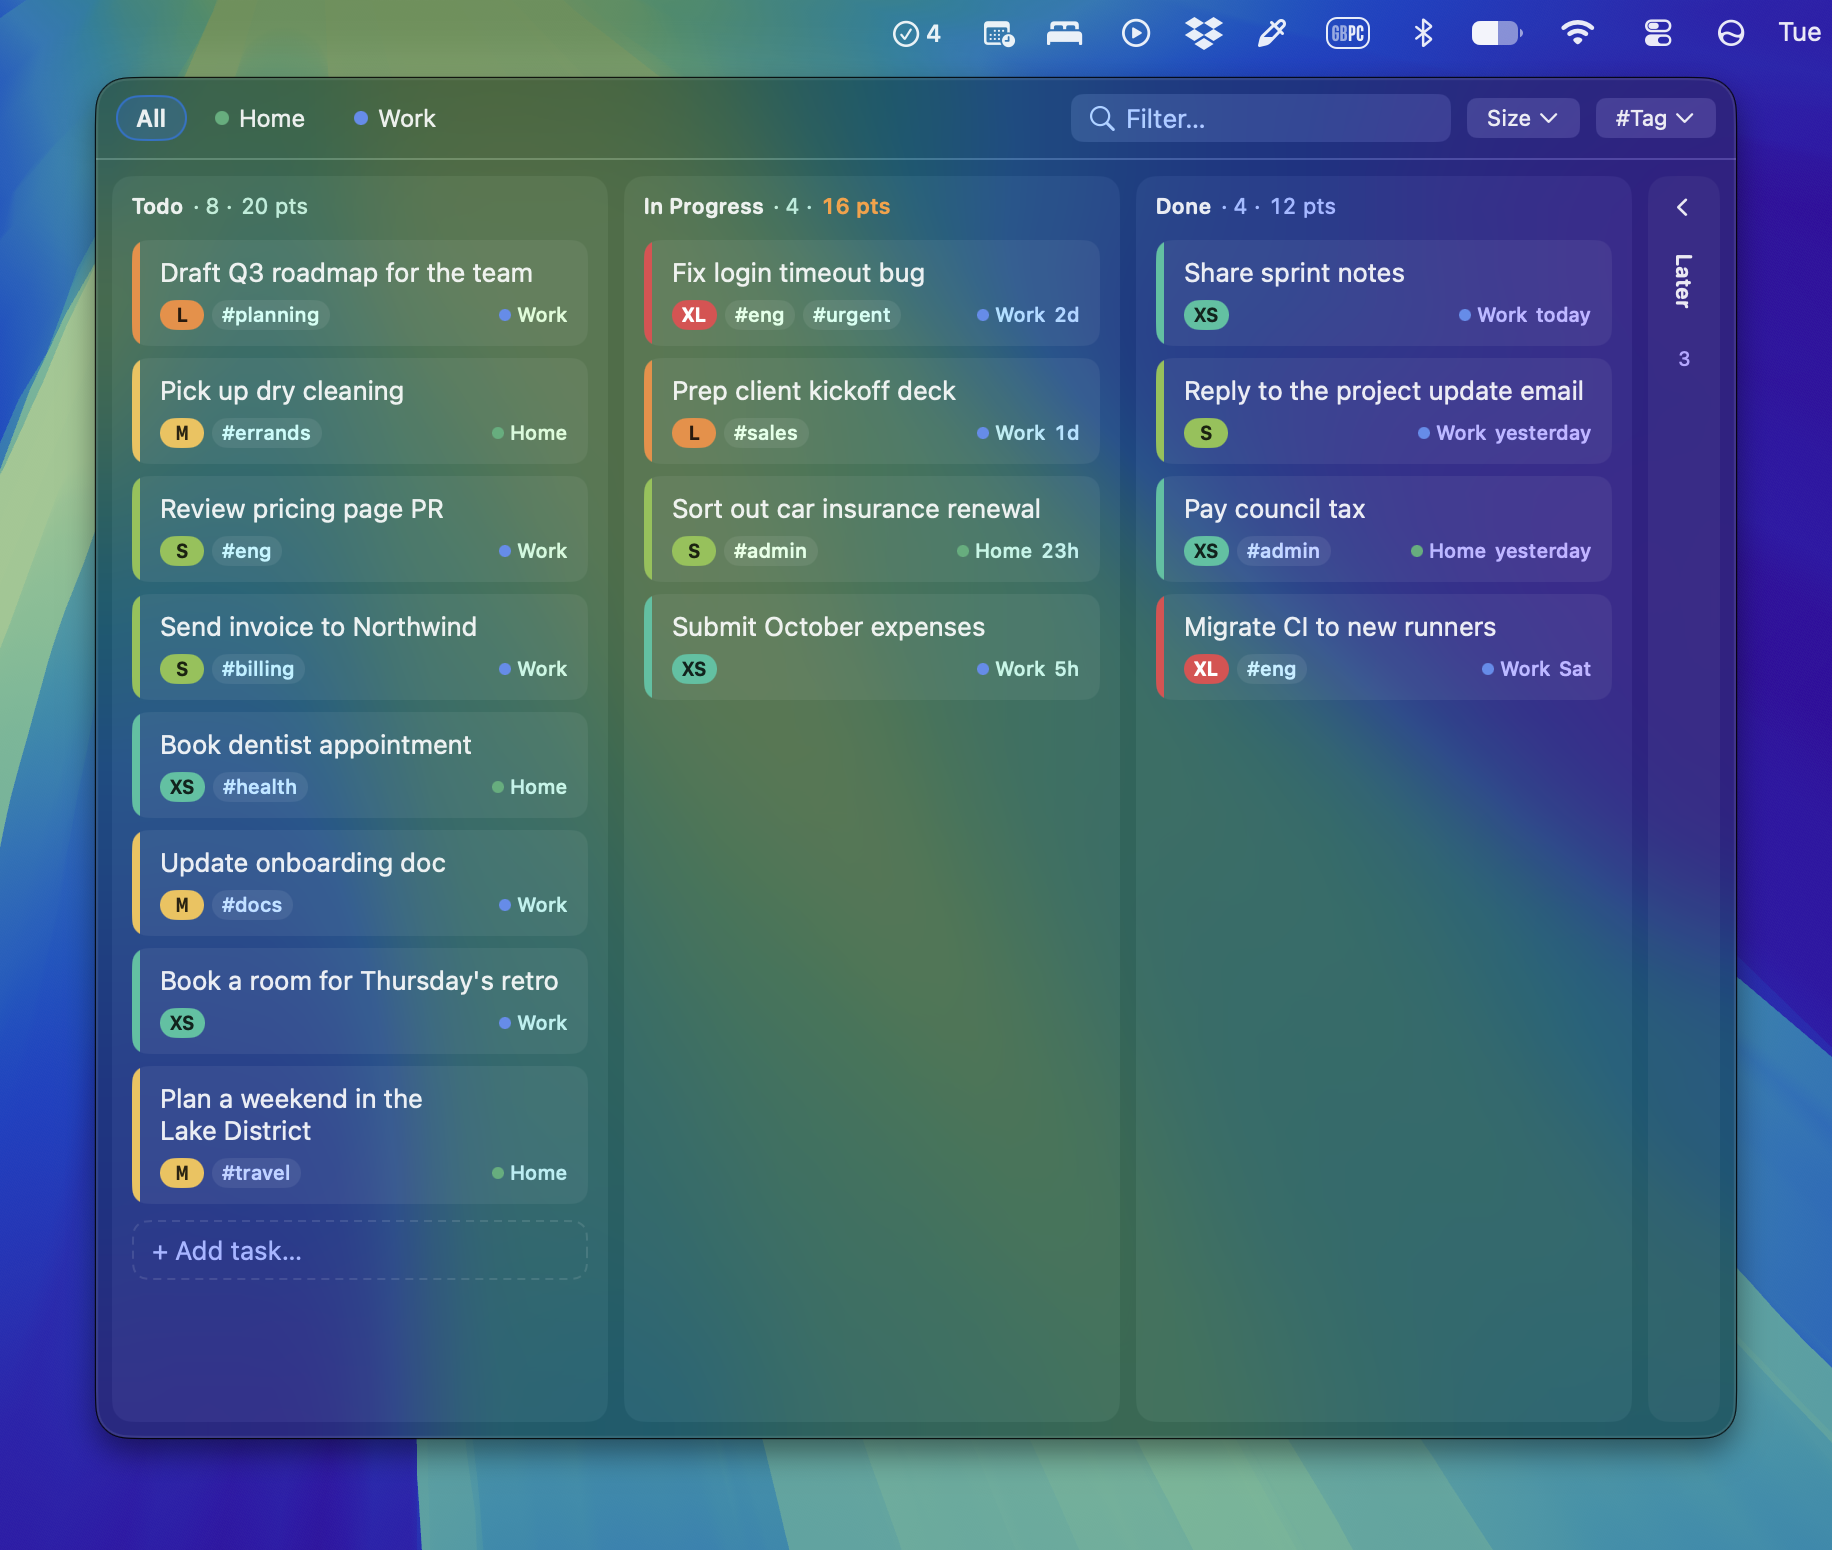 4
GBPC
Tue
All
Home
Work
Filter...
Size
#Tag
Todo · 8 · 20 pts
Draft Q3 roadmap for the team
L #planning Work
Pick up dry cleaning
M #errands Home
Review pricing page PR
S #eng Work
Send invoice to Northwind
S #billing Work
Book dentist appointment
XS #health Home
Update onboarding doc
M #docs Work
Book a room for Thursday's retro
XS Work
Plan a weekend in the
Lake District
M #travel Home
+ Add task...
In Progress · 4 · 16 pts
Fix login timeout bug
XL #eng #urgent Work 2d
Prep client kickoff deck
L #sales Work 1d
Sort out car insurance renewal
S #admin Home 23h
Submit October expenses
XS Work 5h
Done · 4 · 12 pts
Share sprint notes
XS Work today
Reply to the project update email
S Work yesterday
Pay council tax
XS #admin Home yesterday
Migrate CI to new runners
XL #eng Work Sat
Later
3